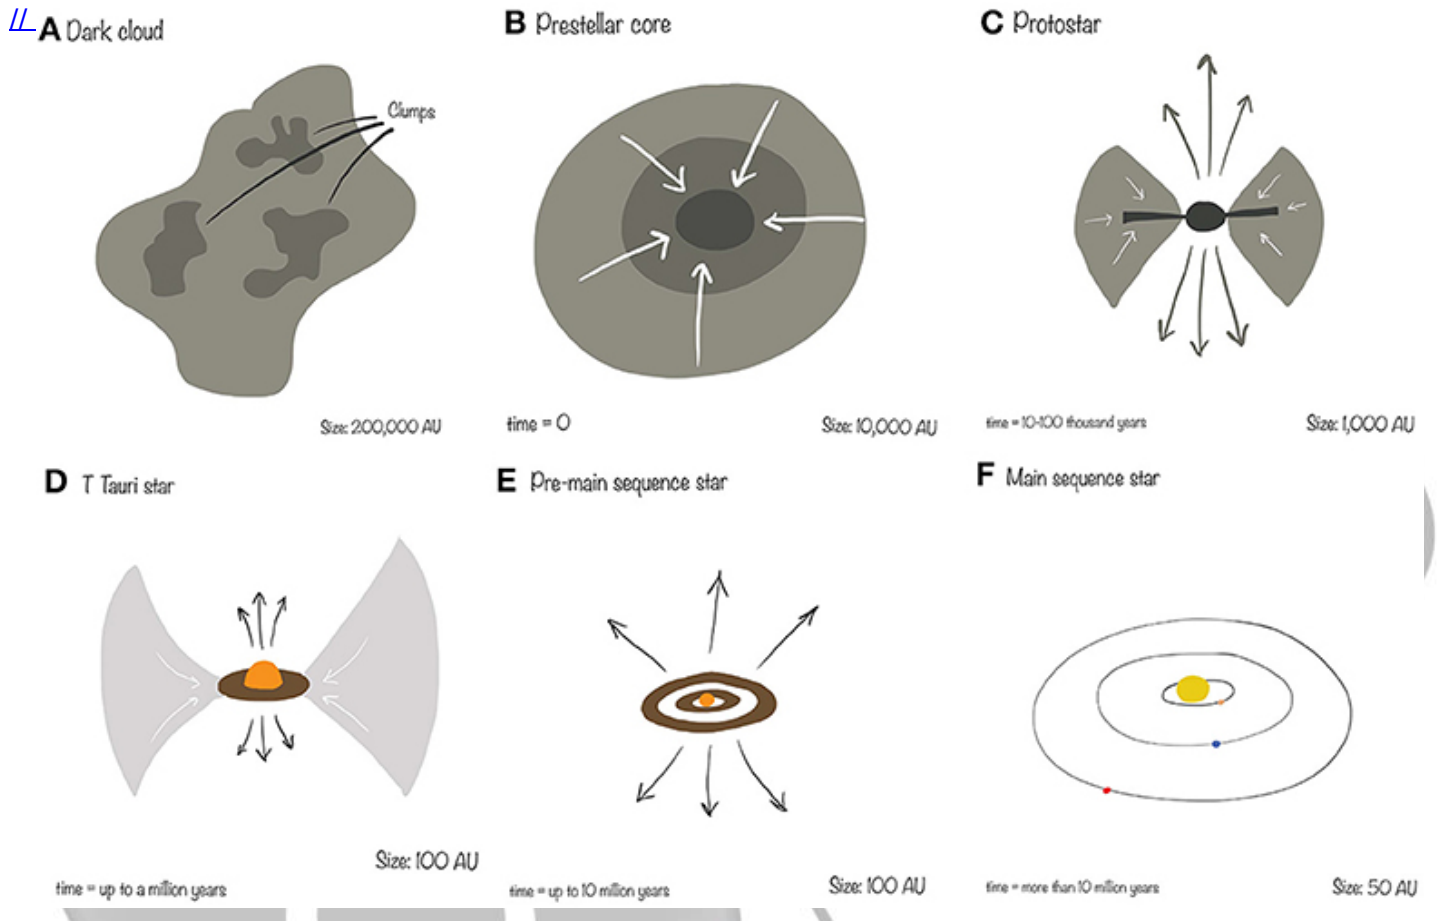 //
A Dark cloud
Clumps
Size: 200,000 AU
B Prestellar core
time = 0
Size: 10,000 AU
C Protostar
time = 10-100 thousand years
Size: 1,000 AU
D T Tauri star
Size: 100 AU
time = up to a million years
E Pre-main sequence star
time = up to 10 million years
Size: 100 AU
F Main sequence star
time = more than 10 million years
Size: 50 AU